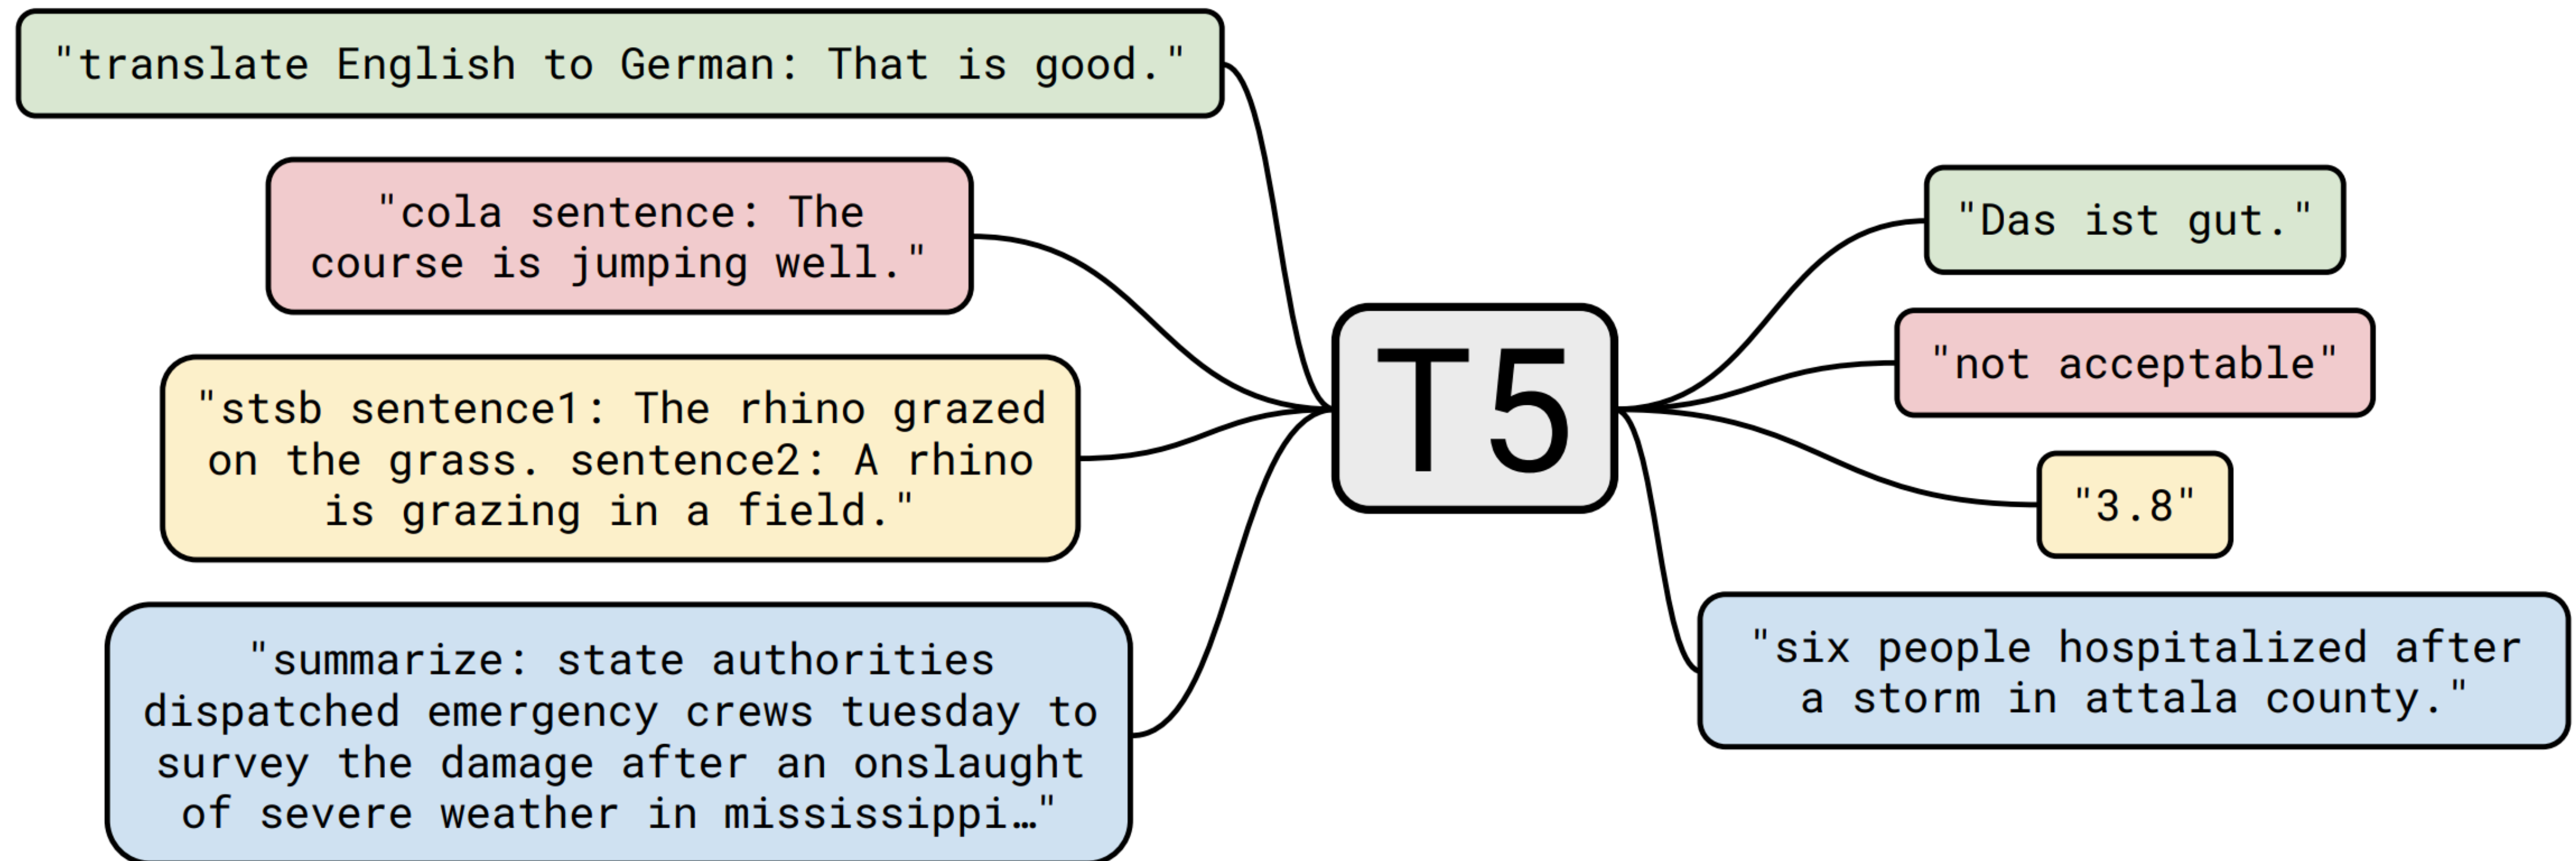 "translate English to German: That is good."
"cola sentence: The
course is jumping well."
"stsb sentence1: The rhino grazed
on the grass. sentence2: A rhino
is grazing in a field."
"summarize: state authorities
dispatched emergency crews tuesday to
survey the damage after an onslaught
of severe weather in mississippi…"
T5
"Das ist gut."
"not acceptable"
"3.8"
"six people hospitalized after
a storm in attala county."